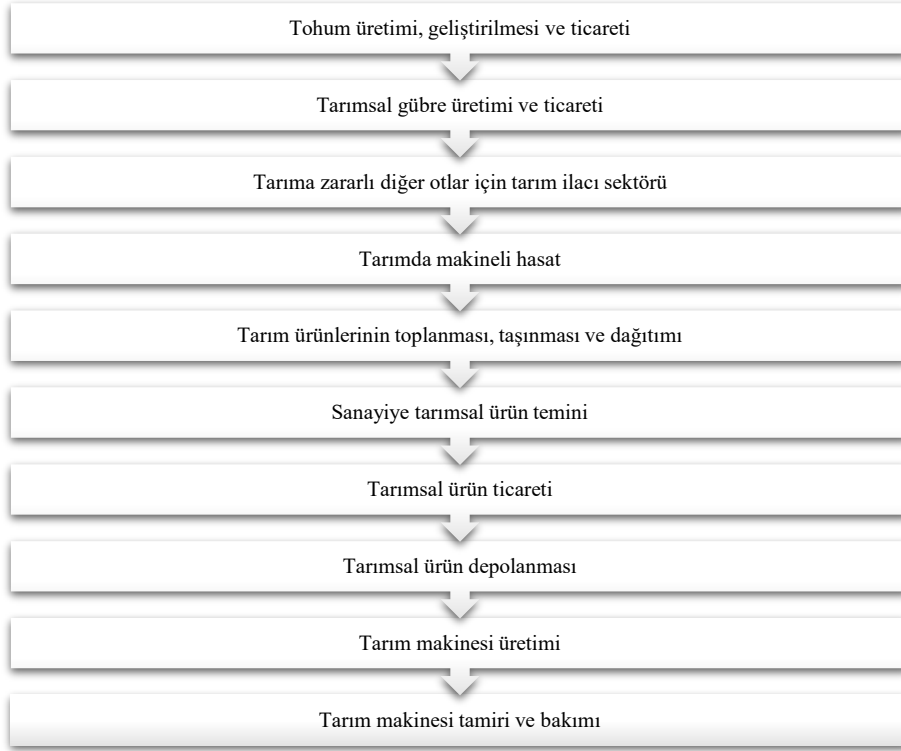 Tohum üretimi, geliştirilmesi ve ticareti
Tarımsal gübre üretimi ve ticareti
Tarıma zararlı diğer otlar için tarım ilacı sektörü
Tarımda makineli hasat
Tarım ürünlerinin toplanması, taşınması ve dağıtımı
Sanayiye tarımsal ürün temini
Tarımsal ürün ticareti
Tarımsal ürün depolanması
Tarım makinesi üretimi
Tarım makinesi tamiri ve bakımı